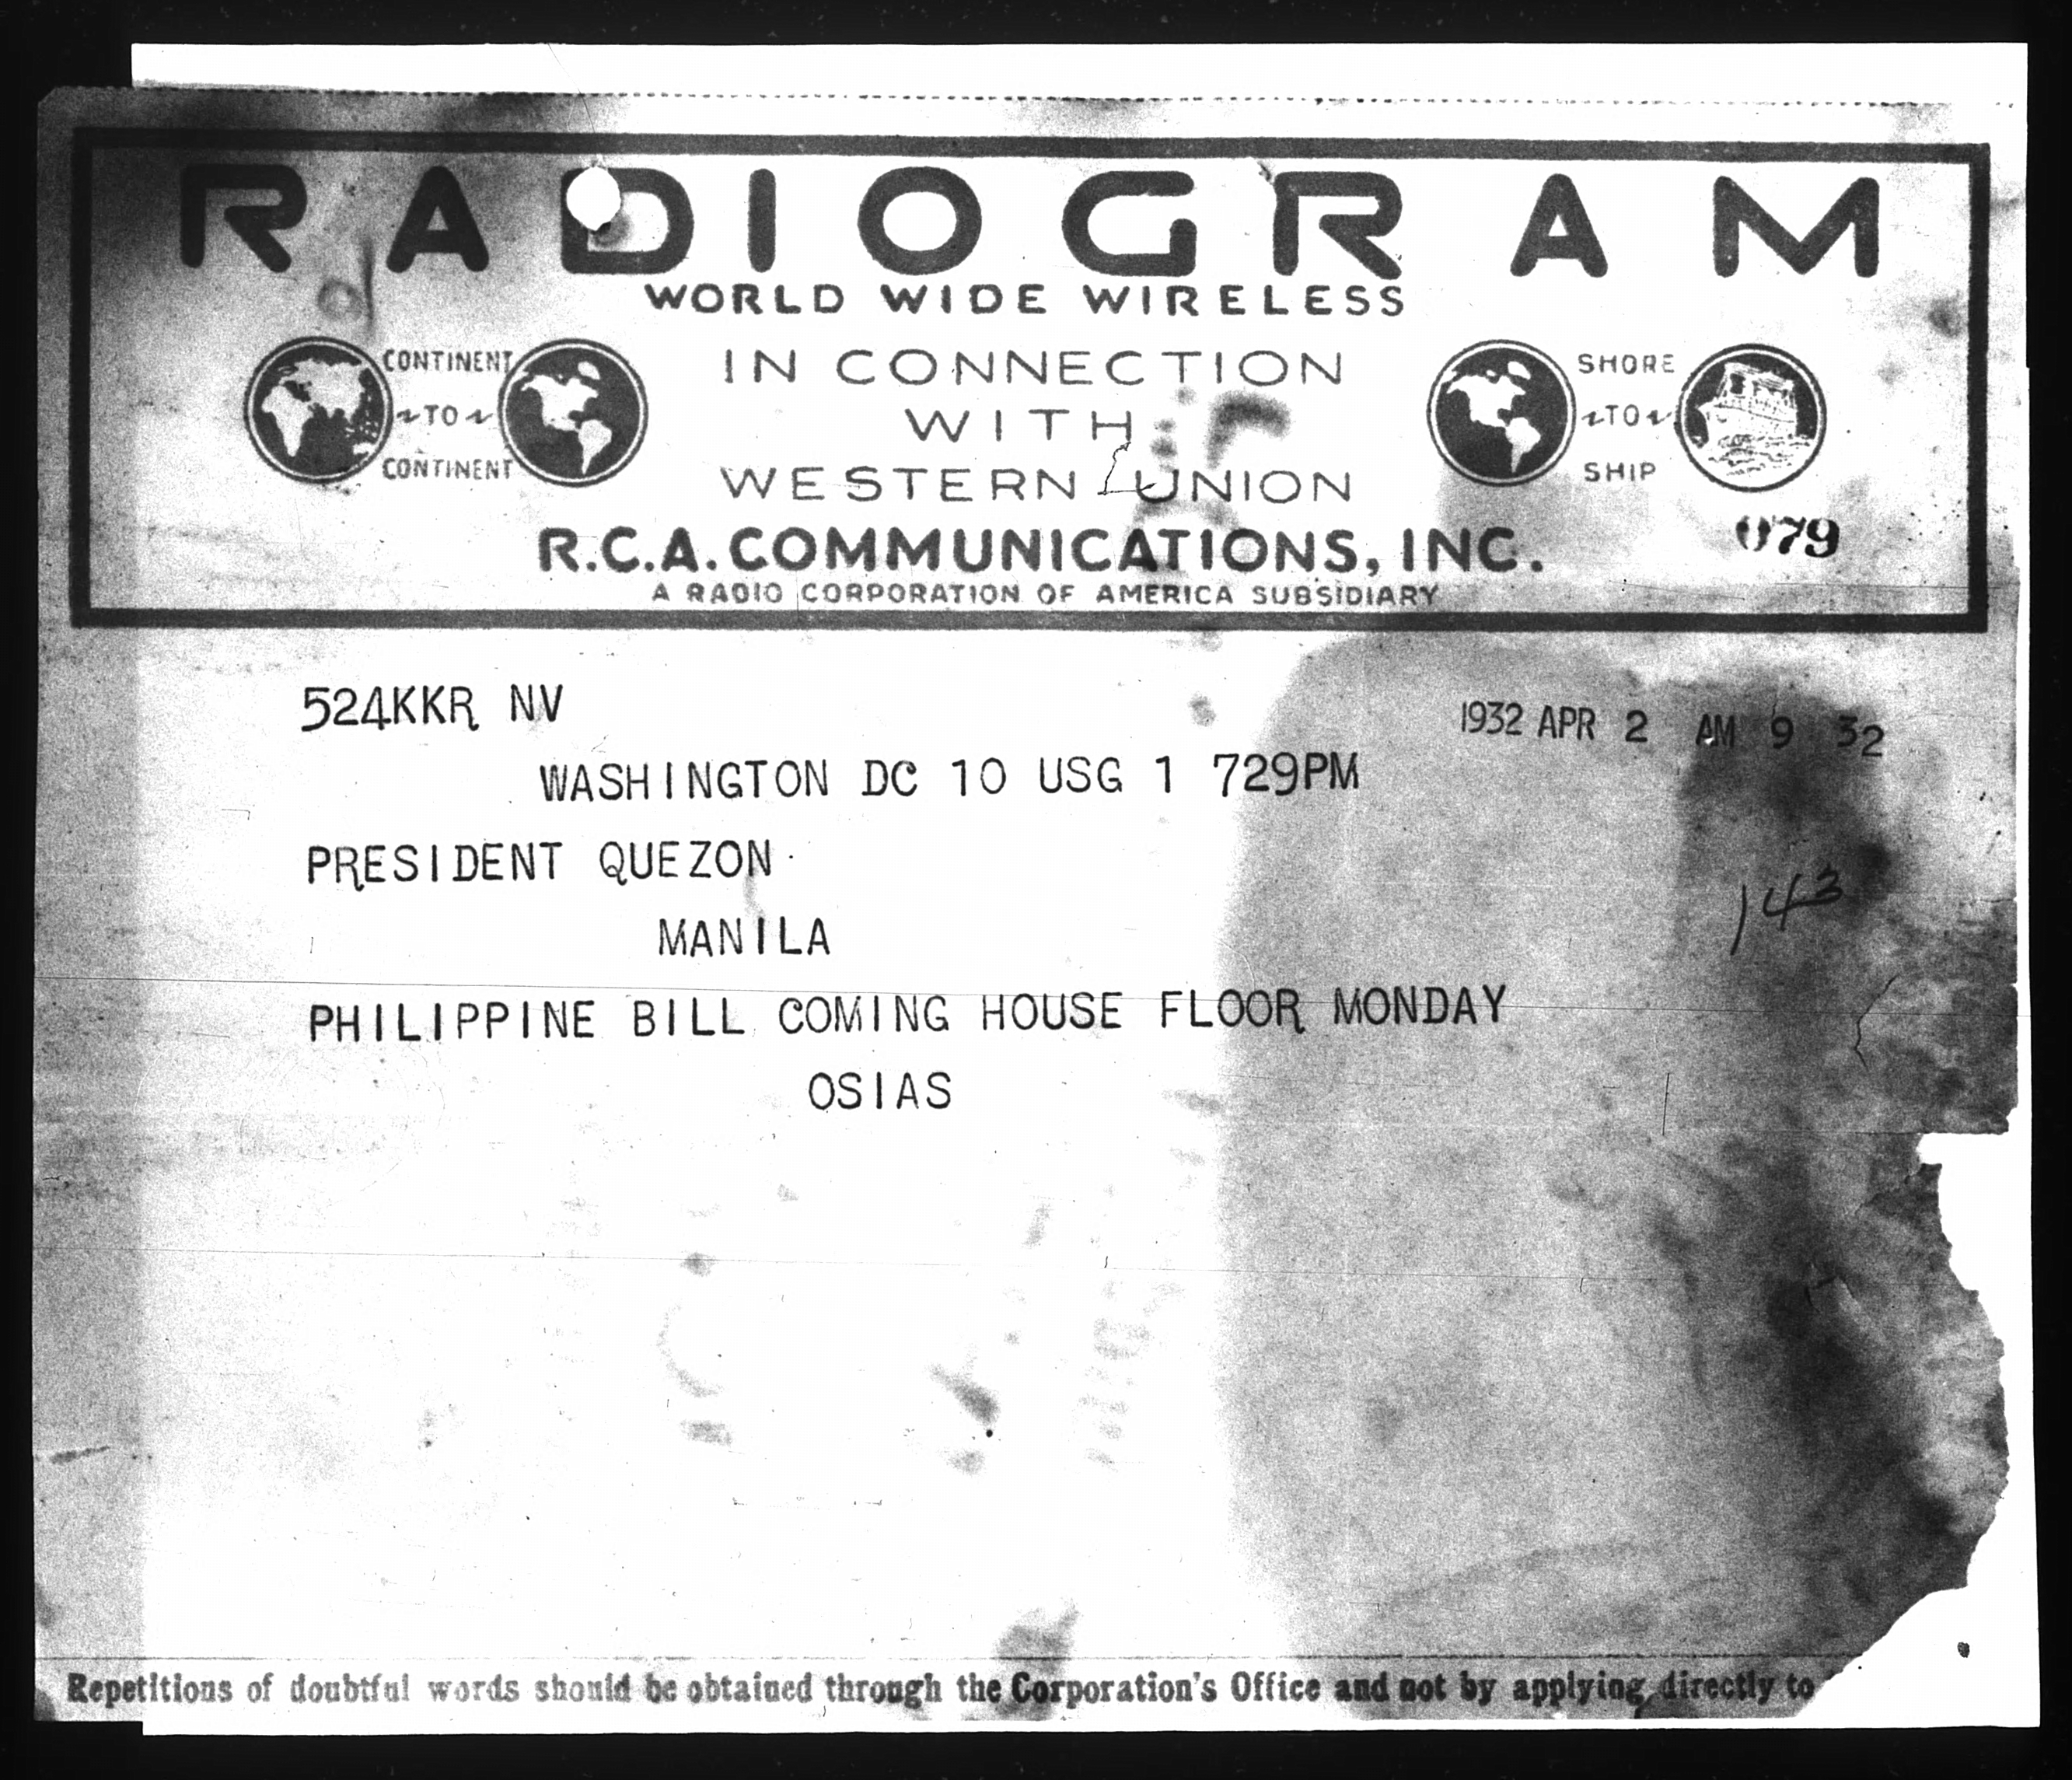 RADIOGRAM
WORLD WIDE WIRELESS
CONTINENT
~TO~
CONTINENT
IN CONNECTION
WITH
WESTERN UNION
SHORE
~TO~
SHIP
R.C.A. COMMUNICATIONS, INC.
A RADIO CORPORATION OF AMERICA SUBSIDIARY
079
524KKR NV
1932 APR 2 AM 9 32
WASHINGTON DC 10 USG 1 729PM
PRESIDENT QUEZON
143
MANILA
PHILIPPINE BILL COMING HOUSE FLOOR MONDAY
OSIAS
Repetitions of doubtful words should be obtained through the Corporation's Office and not by applying directly to